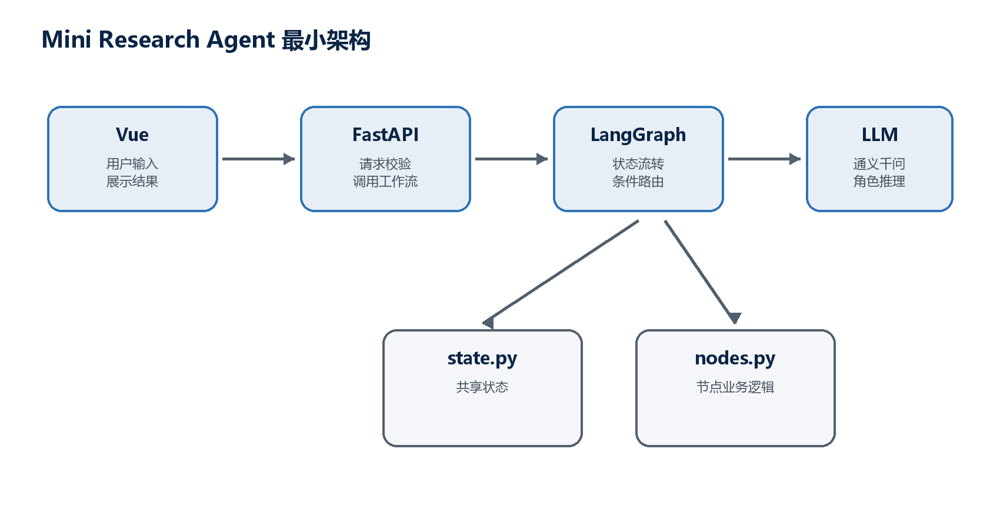 Mini Research Agent 最小架构
Vue
用户输入
展示结果
FastAPI
请求校验
调用工作流
LangGraph
状态流转
条件路由
LLM
通义千问
角色推理
state.py
共享状态
nodes.py
节点业务逻辑